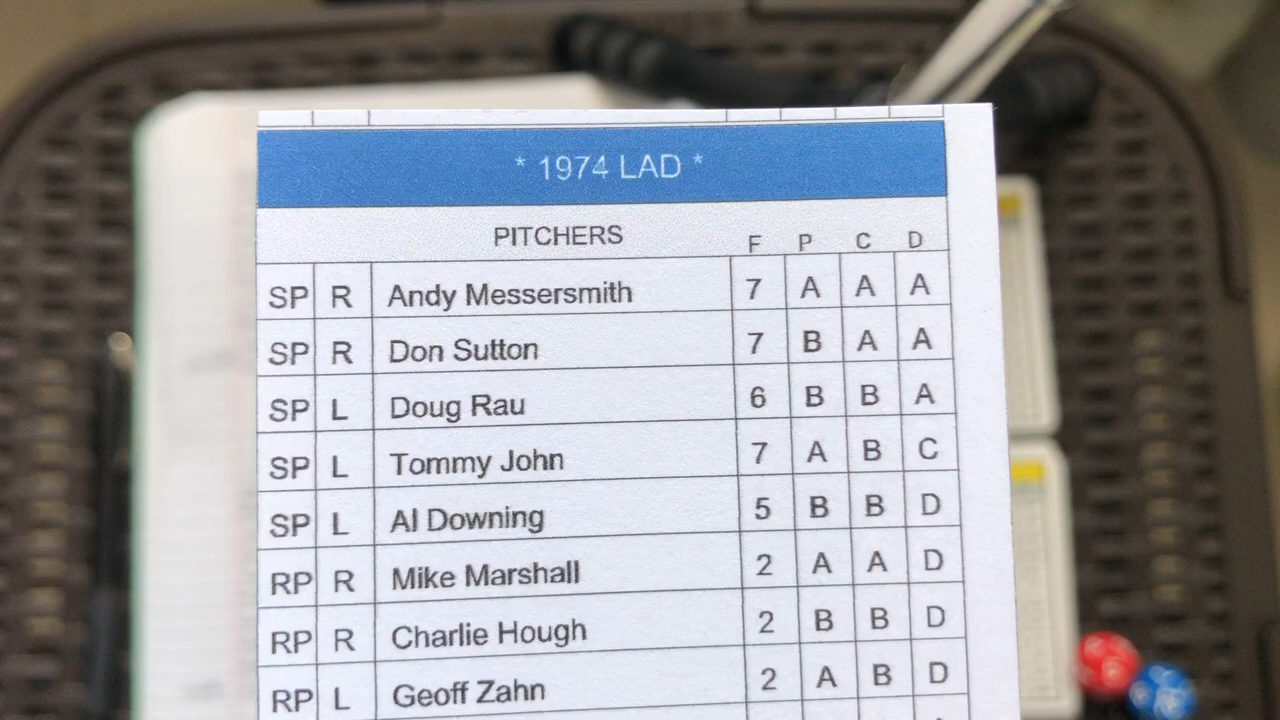 * 1974 LAD *
PITCHERS F P C D
SP R Andy Messersmith 7 A A A
SP R Don Sutton 7 B A A
SP L Doug Rau 6 B B A
SP L Tommy John 7 A B C
SP L Al Downing 5 B B D
RP R Mike Marshall 2 A A D
RP R Charlie Hough 2 B B D
RP L Geoff Zahn 2 A B D